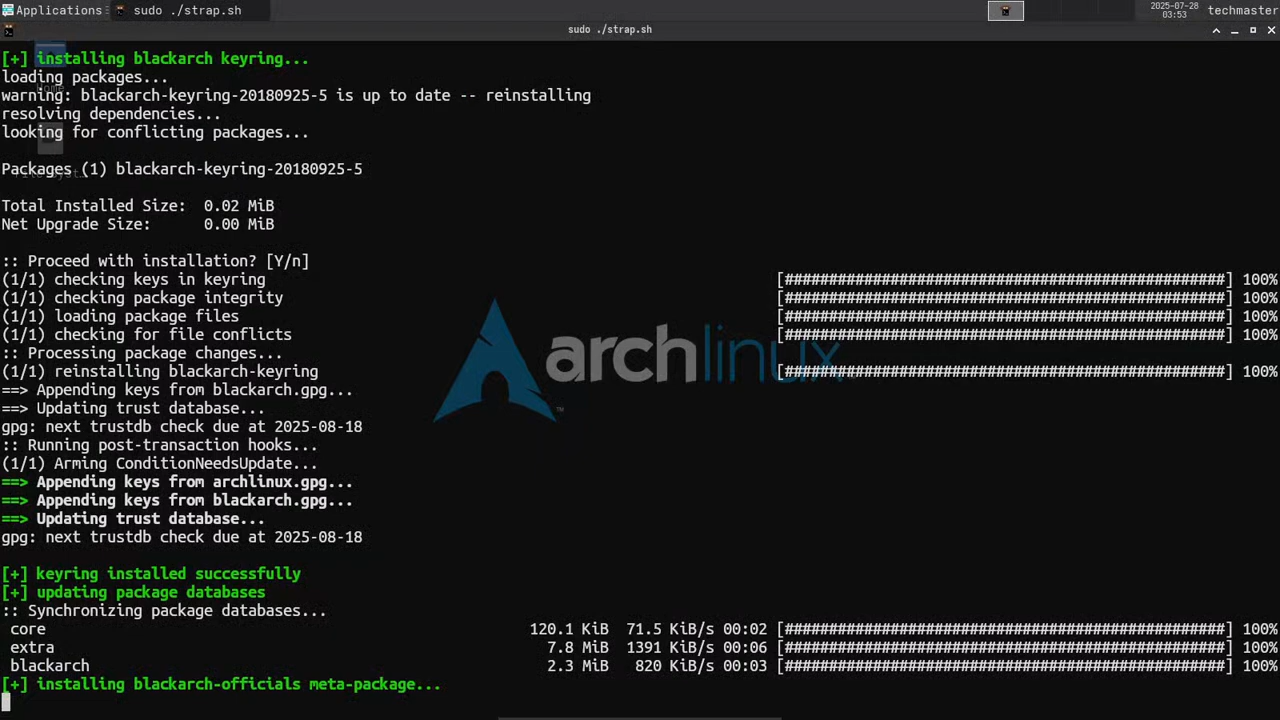 Applications
sudo ./strap.sh
2025-07-28
03:53
techmaster
sudo ./strap.sh
[+] installing blackarch keyring...
loading packages...
warning: blackarch-keyring-20180925-5 is up to date -- reinstalling
resolving dependencies...
looking for conflicting packages...
Packages (1) blackarch-keyring-20180925-5
Total Installed Size:  0.02 MiB
Net Upgrade Size:      0.00 MiB
:: Proceed with installation? [Y/n]
(1/1) checking keys in keyring [##################################################] 100%
(1/1) checking package integrity [##################################################] 100%
(1/1) loading package files [##################################################] 100%
(1/1) checking for file conflicts [##################################################] 100%
:: Processing package changes...
(1/1) reinstalling blackarch-keyring [##################################################] 100%
==> Appending keys from blackarch.gpg...
==> Updating trust database...
gpg: next trustdb check due at 2025-08-18
:: Running post-transaction hooks...
(1/1) Arming ConditionNeedsUpdate...
==> Appending keys from archlinux.gpg...
==> Appending keys from blackarch.gpg...
==> Updating trust database...
gpg: next trustdb check due at 2025-08-18
[+] keyring installed successfully
[+] updating package databases
:: Synchronizing package databases...
core 120.1 KiB 71.5 KiB/s 00:02 [##################################################] 100%
extra 7.8 MiB 1391 KiB/s 00:06 [##################################################] 100%
blackarch 2.3 MiB 820 KiB/s 00:03 [##################################################] 100%
[+] installing blackarch-officials meta-package...
archlinux
™
Home